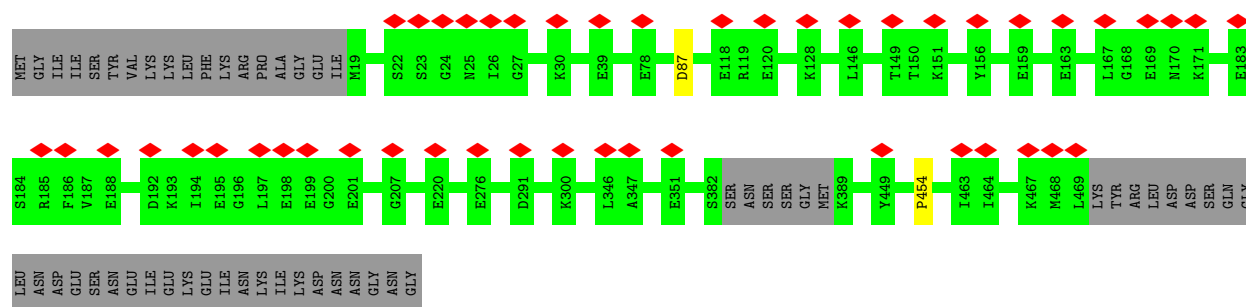 MET GLY ILE ILE SER TYR VAL LYS LYS LEU PHE LYS ARG PRO ALA GLY GLU ILE M19 S22 S23 G24 N25 I26 G27 K30 E39 E78 D87 E118 R119 E120 K128 L146 T149 T150 K151 Y156 E159 E163 L167 G168 E169 N170 K171 E183
S184 R185 F186 V187 E188 D192 K193 I194 E195 G196 L197 E198 E199 G200 E201 G207 E220 E276 D291 K300 L346 A347 E351 S382 SER ASN SER SER GLY MET K389 Y449 P454 I463 I464 K467 M468 L469 LYS TYR ARG LEU ASP ASP SER GLN GLY
LEU ASN ASP GLU SER ASN GLU ILE GLU LYS GLU ILE ASN LYS ILE LYS ASP ASN ASN GLY ASN GLY